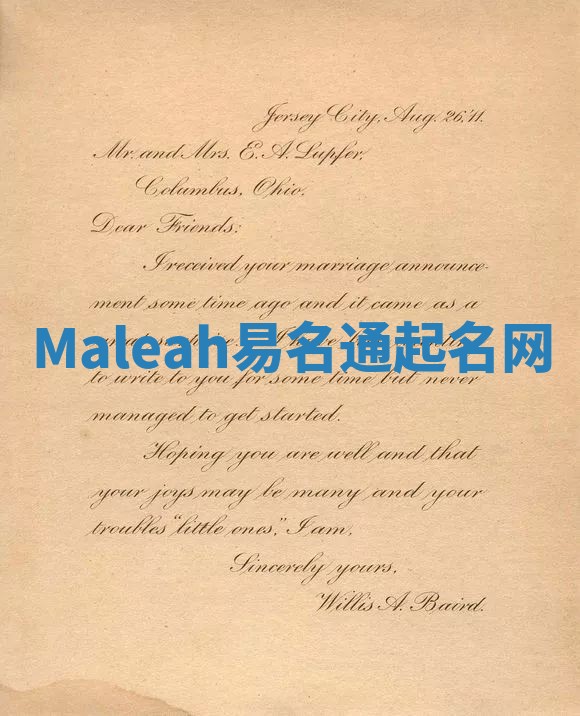 Jersey City, Aug. 26,'11.
Mr. and Mrs. E. A. Lupfer,
Columbus, Ohio.
Dear Friends:
I received your marriage announce-
ment some time ago and it came as a
Maleah易名通起名网
to write to you for some time but never
managed to get started.
Hoping you are well and that
your joys may be many and your
troubles "little ones," I am,
Sincerely yours,
Willis A. Baird.